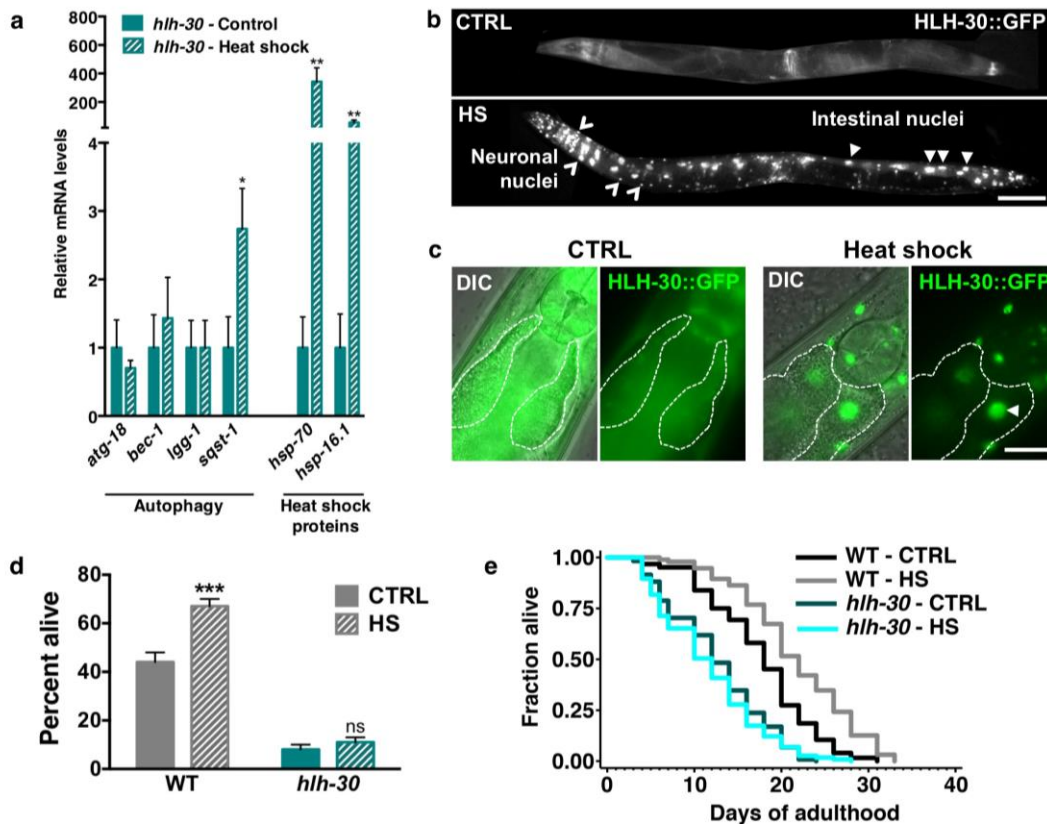 a
hlh-30 - Control
hlh-30 - Heat shock
Relative mRNA levels
800
600
400
200
4
3
2
1
0
**
**
*
atg-18
bec-1
lgg-1
sqst-1
hsp-70
hsp-16.1
Autophagy
Heat shock
proteins
b
CTRL
HLH-30::GFP
HS
Intestinal nuclei
Neuronal
nuclei
c
CTRL
Heat shock
DIC
HLH-30::GFP
DIC
HLH-30::GFP
d
Percent alive
80
60
40
20
0
***
ns
CTRL
HS
WT
hlh-30
e
Fraction alive
1.00
0.75
0.50
0.25
0.00
WT - CTRL
WT - HS
hlh-30 - CTRL
hlh-30 - HS
0
10
20
30
40
Days of adulthood